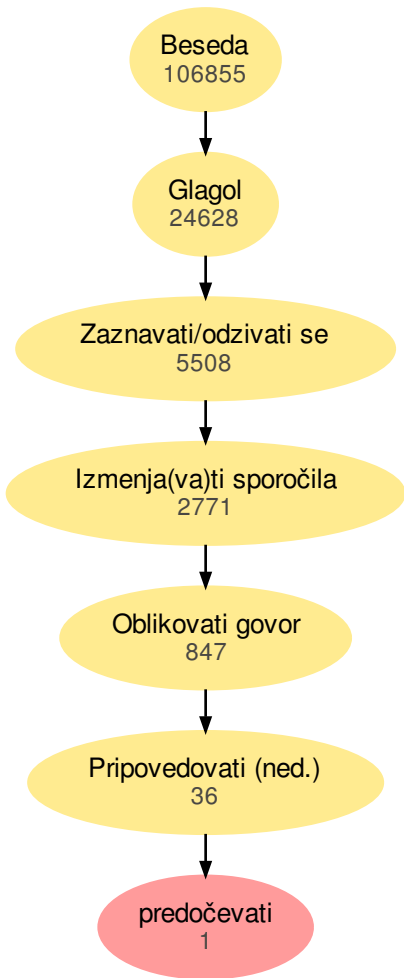 Beseda
106855
Glagol
24628
Zaznavati/odzivati se
5508
Izmenja(va)ti sporočila
2771
Oblikovati govor
847
Pripovedovati (ned.)
36
predočevati
1